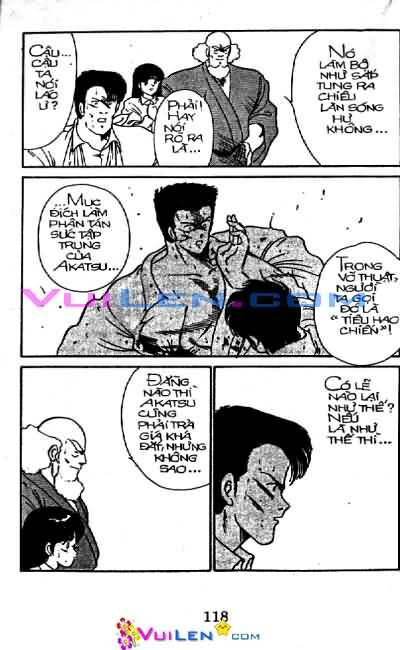 CẬU...
CẬU
TA
NÓI
LÁO
Ư?
PHẢI!
HAY
NÓI
RÕ RA
LÀ...
NÓ
LÀM BỘ
NHƯ SẮP
TUNG RA
CHIÊU
LÀN SÓNG
HƯ
KHÔNG...
... MỤC
ĐÍCH LÀM
PHÂN TÁN
SỨC TẬP
TRUNG
CỦA
AKATSU...
TRONG
VÕ THUẬT,
NGƯỜI
TA GỌI
ĐÓ LÀ
"TIÊU HAO
CHIẾN"!
VuiLen.com
ĐẰNG
NÀO THÌ
AKATSU
CŨNG
PHẢI TRẢ
GIÁ KHÁ
ĐẮT, NHƯNG
KHÔNG
SAO...
CÓ LẼ
NÀO LẠI
NHƯ THẾ?
NẾU
LÀ NHƯ
THẾ THÌ...
118
VuiLen.com